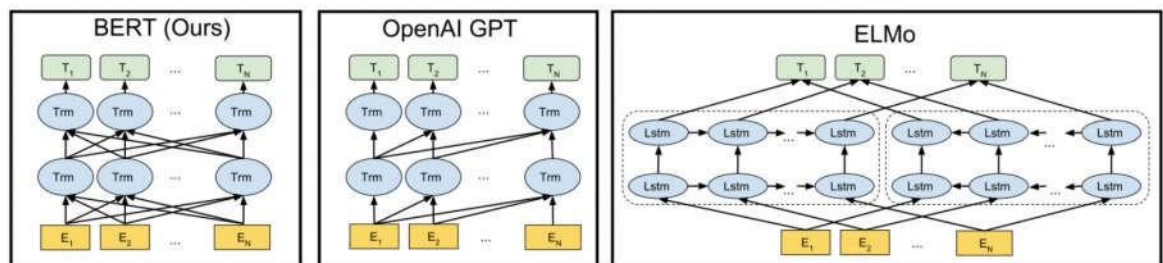 BERT (Ours)
T1 T2 ... TN
Trm Trm ... Trm
Trm Trm ... Trm
E1 E2 ... EN
OpenAI GPT
T1 T2 ... TN
Trm Trm ... Trm
Trm Trm ... Trm
E1 E2 ... EN
ELMo
T1 T2 ... TN
Lstm Lstm ... Lstm Lstm Lstm ... Lstm
Lstm Lstm ... Lstm Lstm Lstm ... Lstm
E1 E2 ... EN